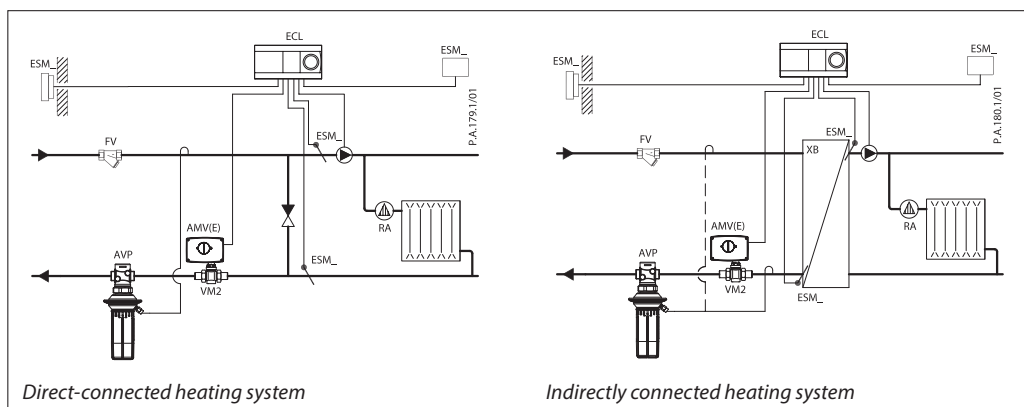 ECL
ESM_
ESM_
P.A.179.1/01
FV
ESM_
AMV(E)
RA
AVP
ESM_
VM2
Direct-connected heating system
ECL
ESM_
ESM_
P.A.180.1/01
ESM_
FV
XB
AMV(E)
RA
AVP
VM2
ESM_
Indirectly connected heating system